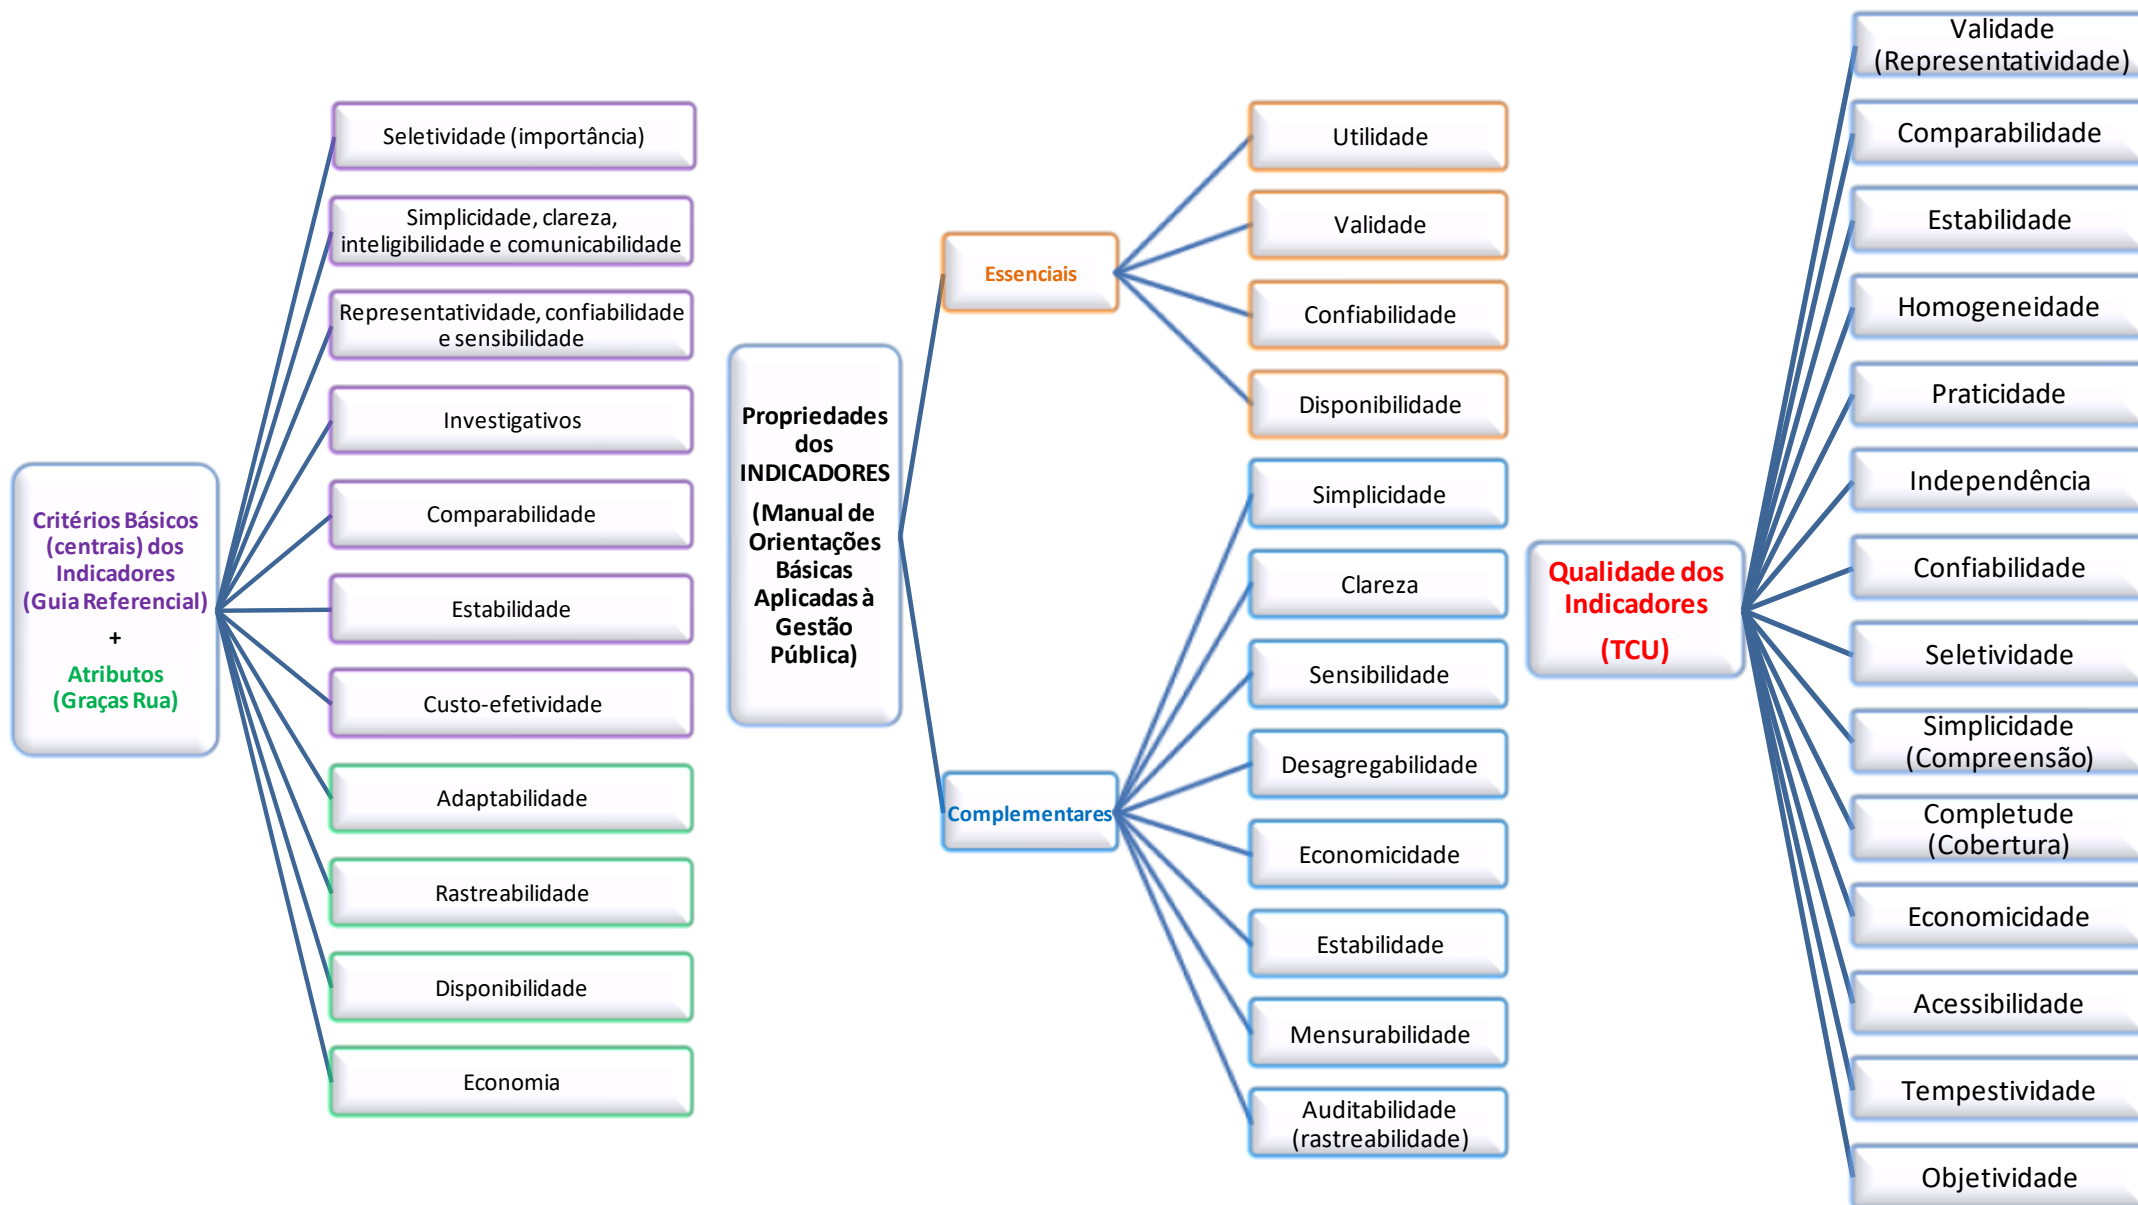 Critérios Básicos
(centrais) dos
Indicadores
(Guia Referencial)
+
Atributos
(Graças Rua)
Seletividade (importância)
Simplicidade, clareza,
inteligibilidade e comunicabilidade
Representatividade, confiabilidade
e sensibilidade
Investigativos
Comparabilidade
Estabilidade
Custo-efetividade
Adaptabilidade
Rastreabilidade
Disponibilidade
Economia
Propriedades
dos
INDICADORES
(Manual de
Orientações
Básicas
Aplicadas à
Gestão
Pública)
Essenciais
Utilidade
Validade
Confiabilidade
Disponibilidade
Complementares
Simplicidade
Clareza
Sensibilidade
Desagregabilidade
Economicidade
Estabilidade
Mensurabilidade
Auditabilidade
(rastreabilidade)
Qualidade dos
Indicadores
(TCU)
Validade
(Representatividade)
Comparabilidade
Estabilidade
Homogeneidade
Praticidade
Independência
Confiabilidade
Seletividade
Simplicidade
(Compreensão)
Completude
(Cobertura)
Economicidade
Acessibilidade
Tempestividade
Objetividade